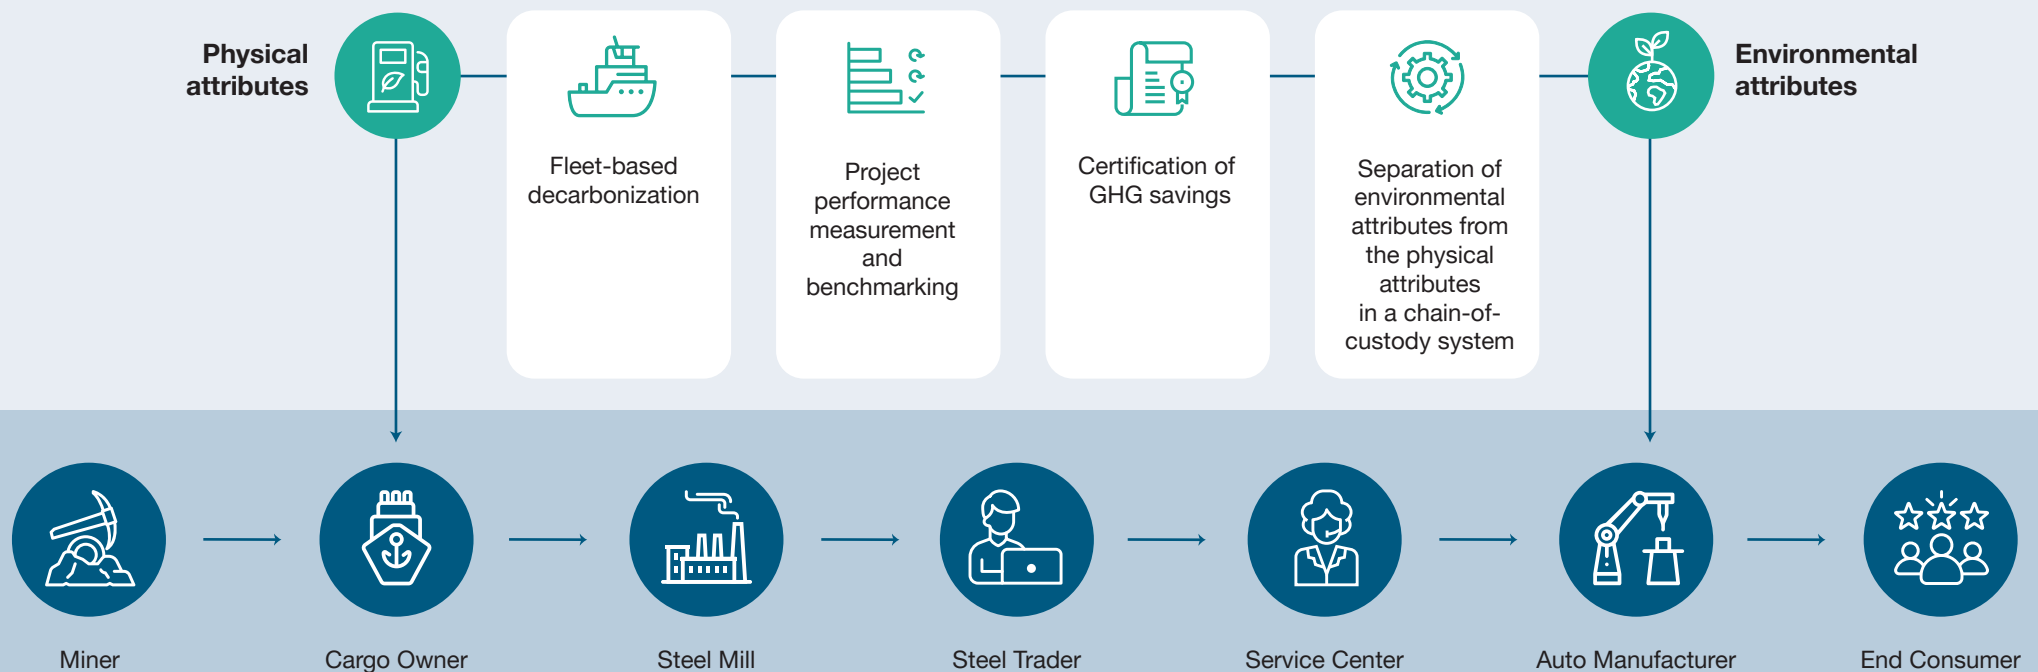 Physical
attributes
Fleet-based
decarbonization
Project
performance
measurement
and
benchmarking
Certification of
GHG savings
Separation of
environmental
attributes from
the physical
attributes
in a chain-of-
custody system
Environmental
attributes
Miner
Cargo Owner
Steel Mill
Steel Trader
Service Center
Auto Manufacturer
End Consumer